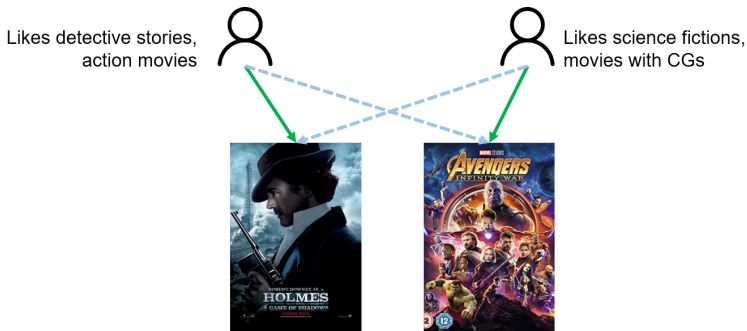 Likes detective stories,
action movies
Likes science fictions,
movies with CGs
ROBERT DOWNEY JR. is
HOLMES
A GAME OF SHADOWS
MARVEL STUDIOS
AVENGERS
INFINITY WAR
12